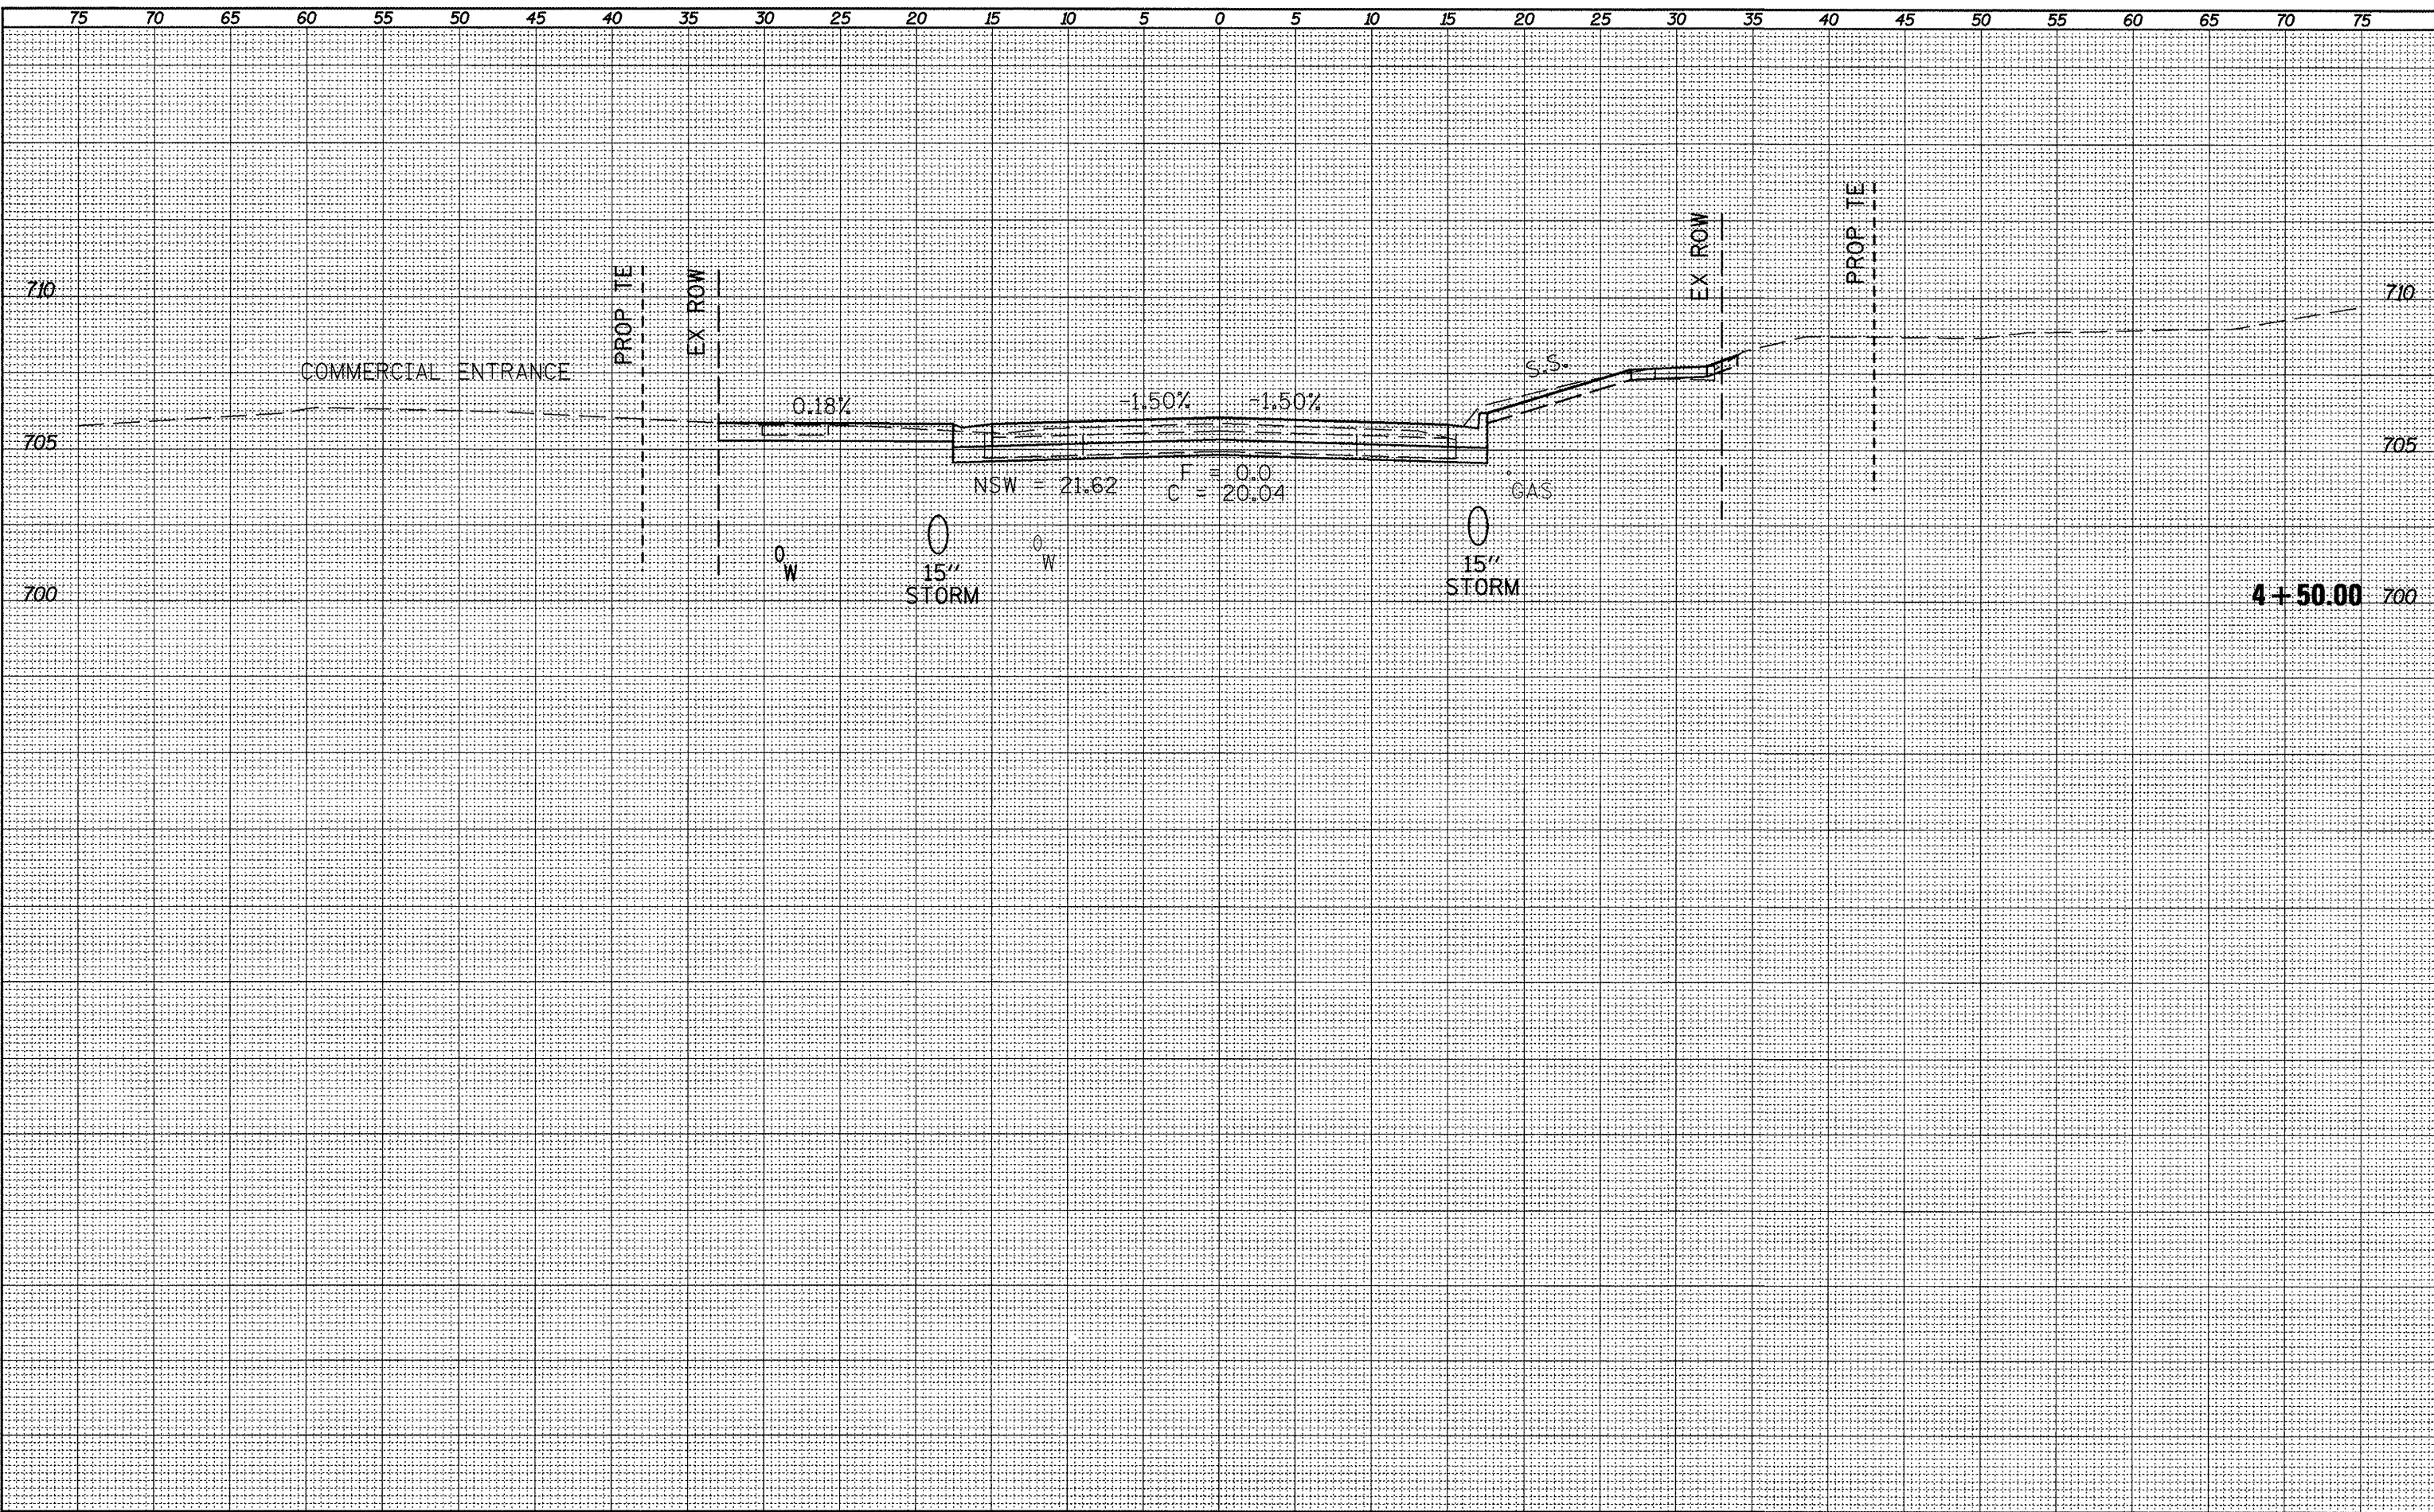 75 70 65 60 55 50 45 40 35 30 25 20 15 10 5 0 5 10 15 20 25 30 35 40 45 50 55 60 65 70 75
PROP TE
EX ROW
EX ROW
PROP TE
710
710
COMMERCIAL ENTRANCE
S.S.
0.18%
-1.50%
-1.50%
705
705
NSW = 21.62
F = 0.0
C = 20.04
GAS
W
W
15"
STORM
15"
STORM
700
4+50.00
700